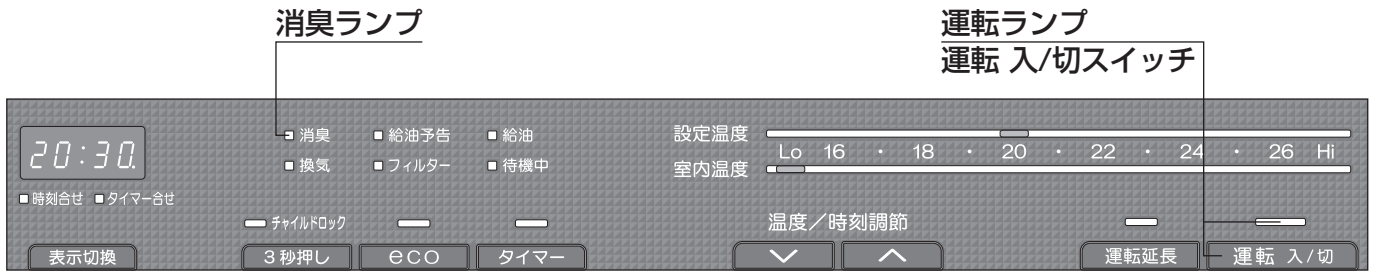 消臭ランプ
運転ランプ
運転 入/切スイッチ
20:30.
消臭 給油予告 給油
換気 フィルター 待機中
時刻合せ タイマー合せ
チャイルドロック
表示切換 3秒押し eco タイマー
設定温度
Lo 16 ・ 18 ・ 20 ・ 22 ・ 24 ・ 26 Hi
室内温度
温度/時刻調節
運転延長 運転 入/切